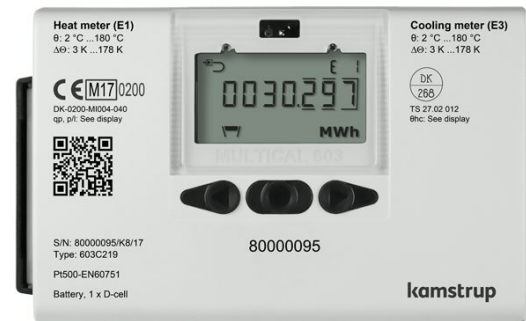 Heat meter (E1)
θ: 2 °C ...180 °C
ΔΘ: 3 K ...178 K
CE M17 0200
DK-0200-MI004-040
qp, p/l: See display
S/N: 80000095/K8/17
Type: 603C219
Pt500-EN60751
Battery, 1 x D-cell
E 1
0030.297
MWh
MULTICAL 603
80000095
Cooling meter (E3)
θ: 2 °C ...180 °C
ΔΘ: 3 K ...178 K
DK
268
TS 27.02 012
θhc: See display
kamstrup